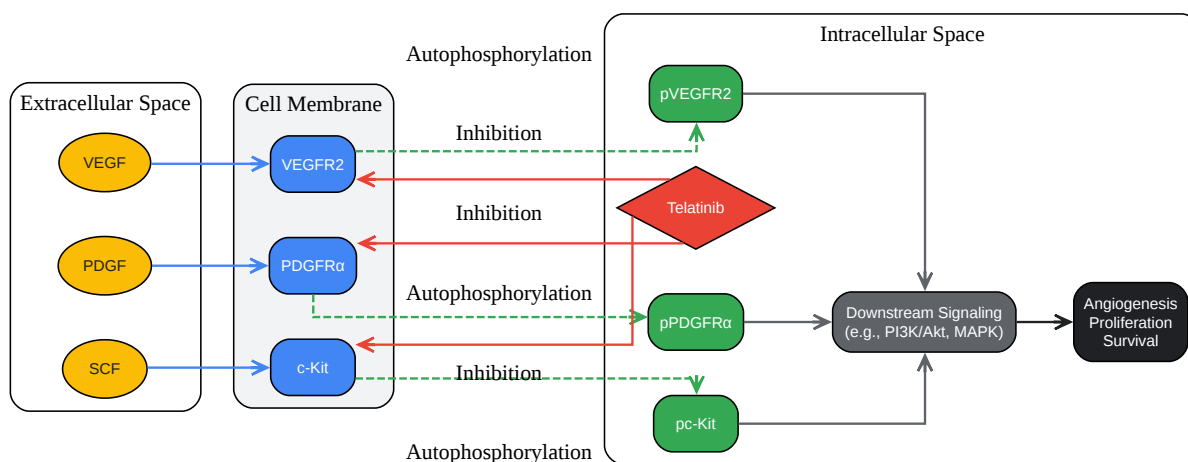 Autophosphorylation
Intracellular Space
Extracellular Space
Cell Membrane
pVEGFR2
Inhibition
VEGF
VEGFR2
Telatinib
Inhibition
PDGF
PDGFRα
Autophosphorylation
pPDGFRα
Downstream Signaling
(e.g., PI3K/Akt, MAPK)
Angiogenesis
Proliferation
Survival
SCF
c-Kit
Inhibition
pc-Kit
Autophosphorylation